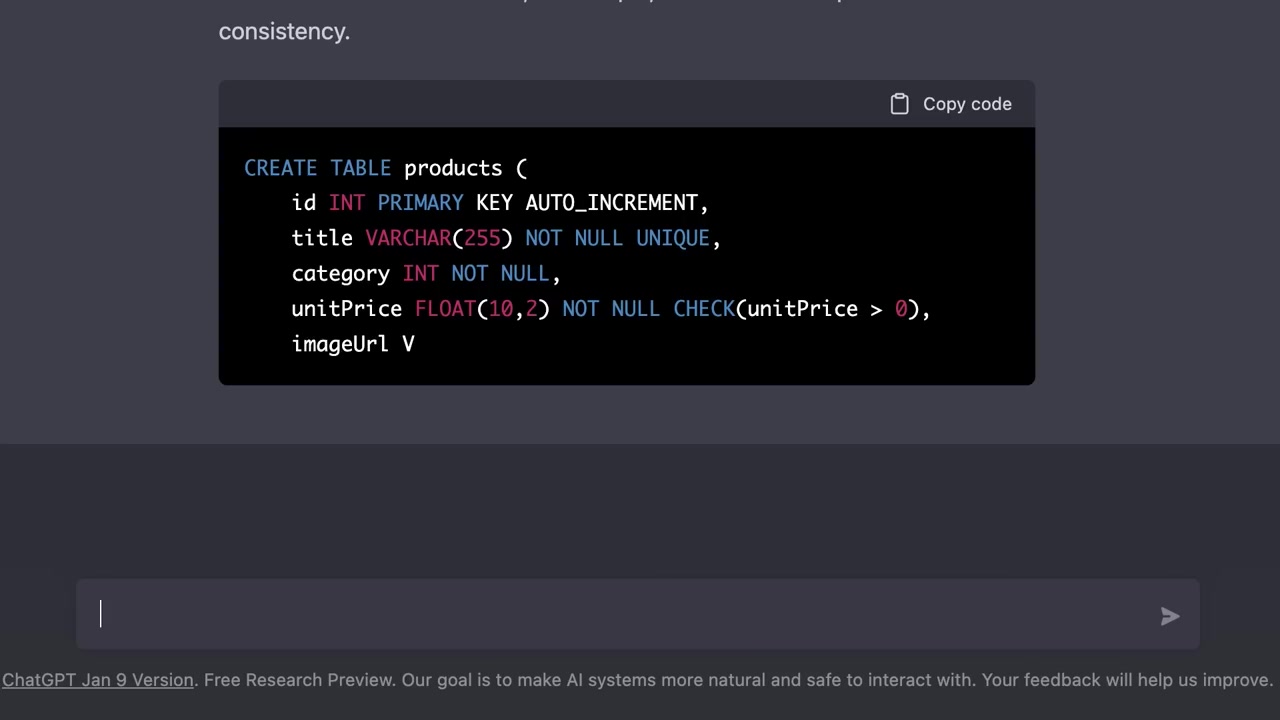 consistency.
Copy code
CREATE TABLE products (
id INT PRIMARY KEY AUTO_INCREMENT,
title VARCHAR(255) NOT NULL UNIQUE,
category INT NOT NULL,
unitPrice FLOAT(10,2) NOT NULL CHECK(unitPrice > 0),
imageUrl V
ChatGPT Jan 9 Version. Free Research Preview. Our goal is to make AI systems more natural and safe to interact with. Your feedback will help us improve.